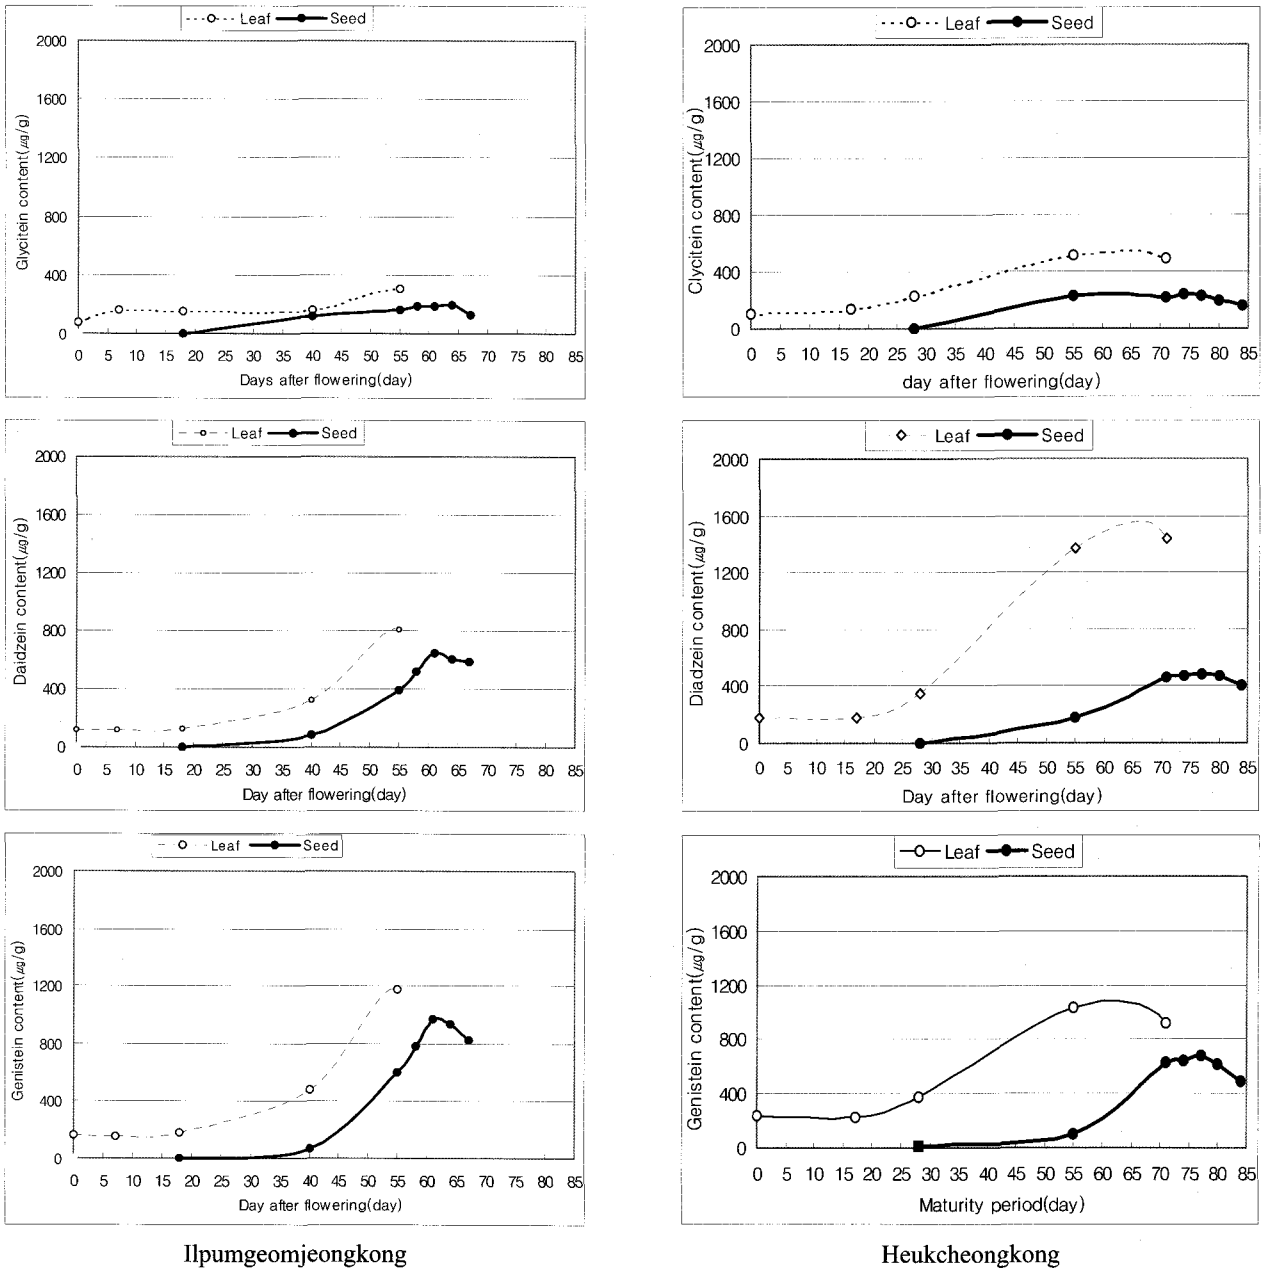 Leaf Seed
2000
1600
1200
800
400
0
Glycitein content(µg/g)
0 5 10 15 20 25 30 35 40 45 50 55 60 65 70 75 80 85
Days after flowering(day)
Leaf Seed
2000
1600
1200
800
400
0
Clycitein content(µg/g)
0 5 10 15 20 25 30 40 45 50 55 60 65 71 75 80 85
day after flowering(day)
Leaf Seed
2000
1600
1200
800
400
0
Daidzein content(µg/g)
0 5 10 15 20 25 30 35 40 45 50 55 60 65 70 75 80 85
Day after flowering(day)
Leaf Seed
2000
1600
1200
800
400
0
Diadzein content(µg/g)
0 5 10 15 20 25 30 40 45 50 55 60 65 71 75 80 85
Day after flowering(day)
Leaf Seed
2000
1600
1200
800
400
0
Genistein content(µg/g)
0 5 10 15 20 25 30 35 40 45 50 55 60 65 70 75 80 85
Day after flowering(day)
Leaf Seed
2000
1600
1200
800
400
0
Genistein content(µg/g)
0 5 10 15 20 25 30 40 45 50 55 60 65 71 75 80 85
Maturity period(day)
Ilpumgeomjeongkong
Heukcheongkong